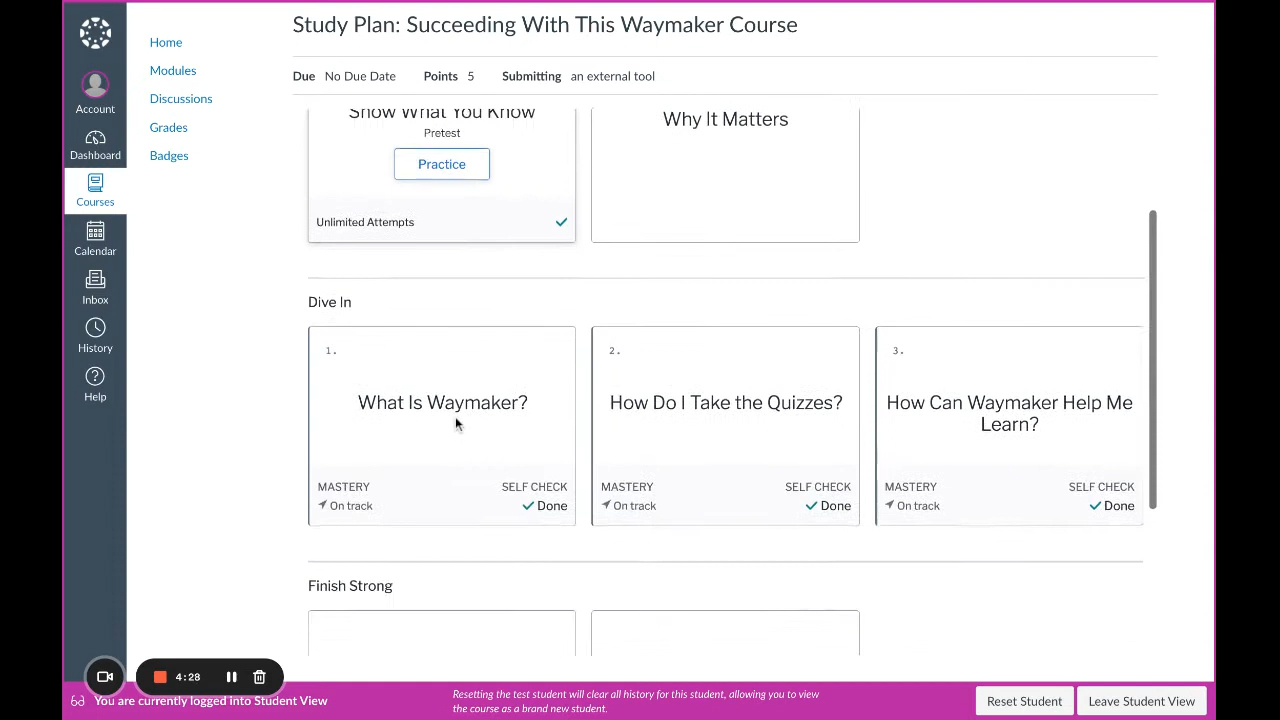 Study Plan: Succeeding With This Waymaker Course
Due No Due Date Points 5 Submitting an external tool
Account
Dashboard
Courses
Calendar
Inbox
History
Help
Home
Modules
Discussions
Grades
Badges
Show What You Know
Pretest
Practice
Unlimited Attempts
Why It Matters
Dive In
1.
What Is Waymaker?
MASTERY SELF CHECK
On track Done
2.
How Do I Take the Quizzes?
MASTERY SELF CHECK
On track Done
3.
How Can Waymaker Help Me
Learn?
MASTERY SELF CHECK
On track Done
Finish Strong
4:28
You are currently logged into Student View
Resetting the test student will clear all history for this student, allowing you to view
the course as a brand new student.
Reset Student
Leave Student View